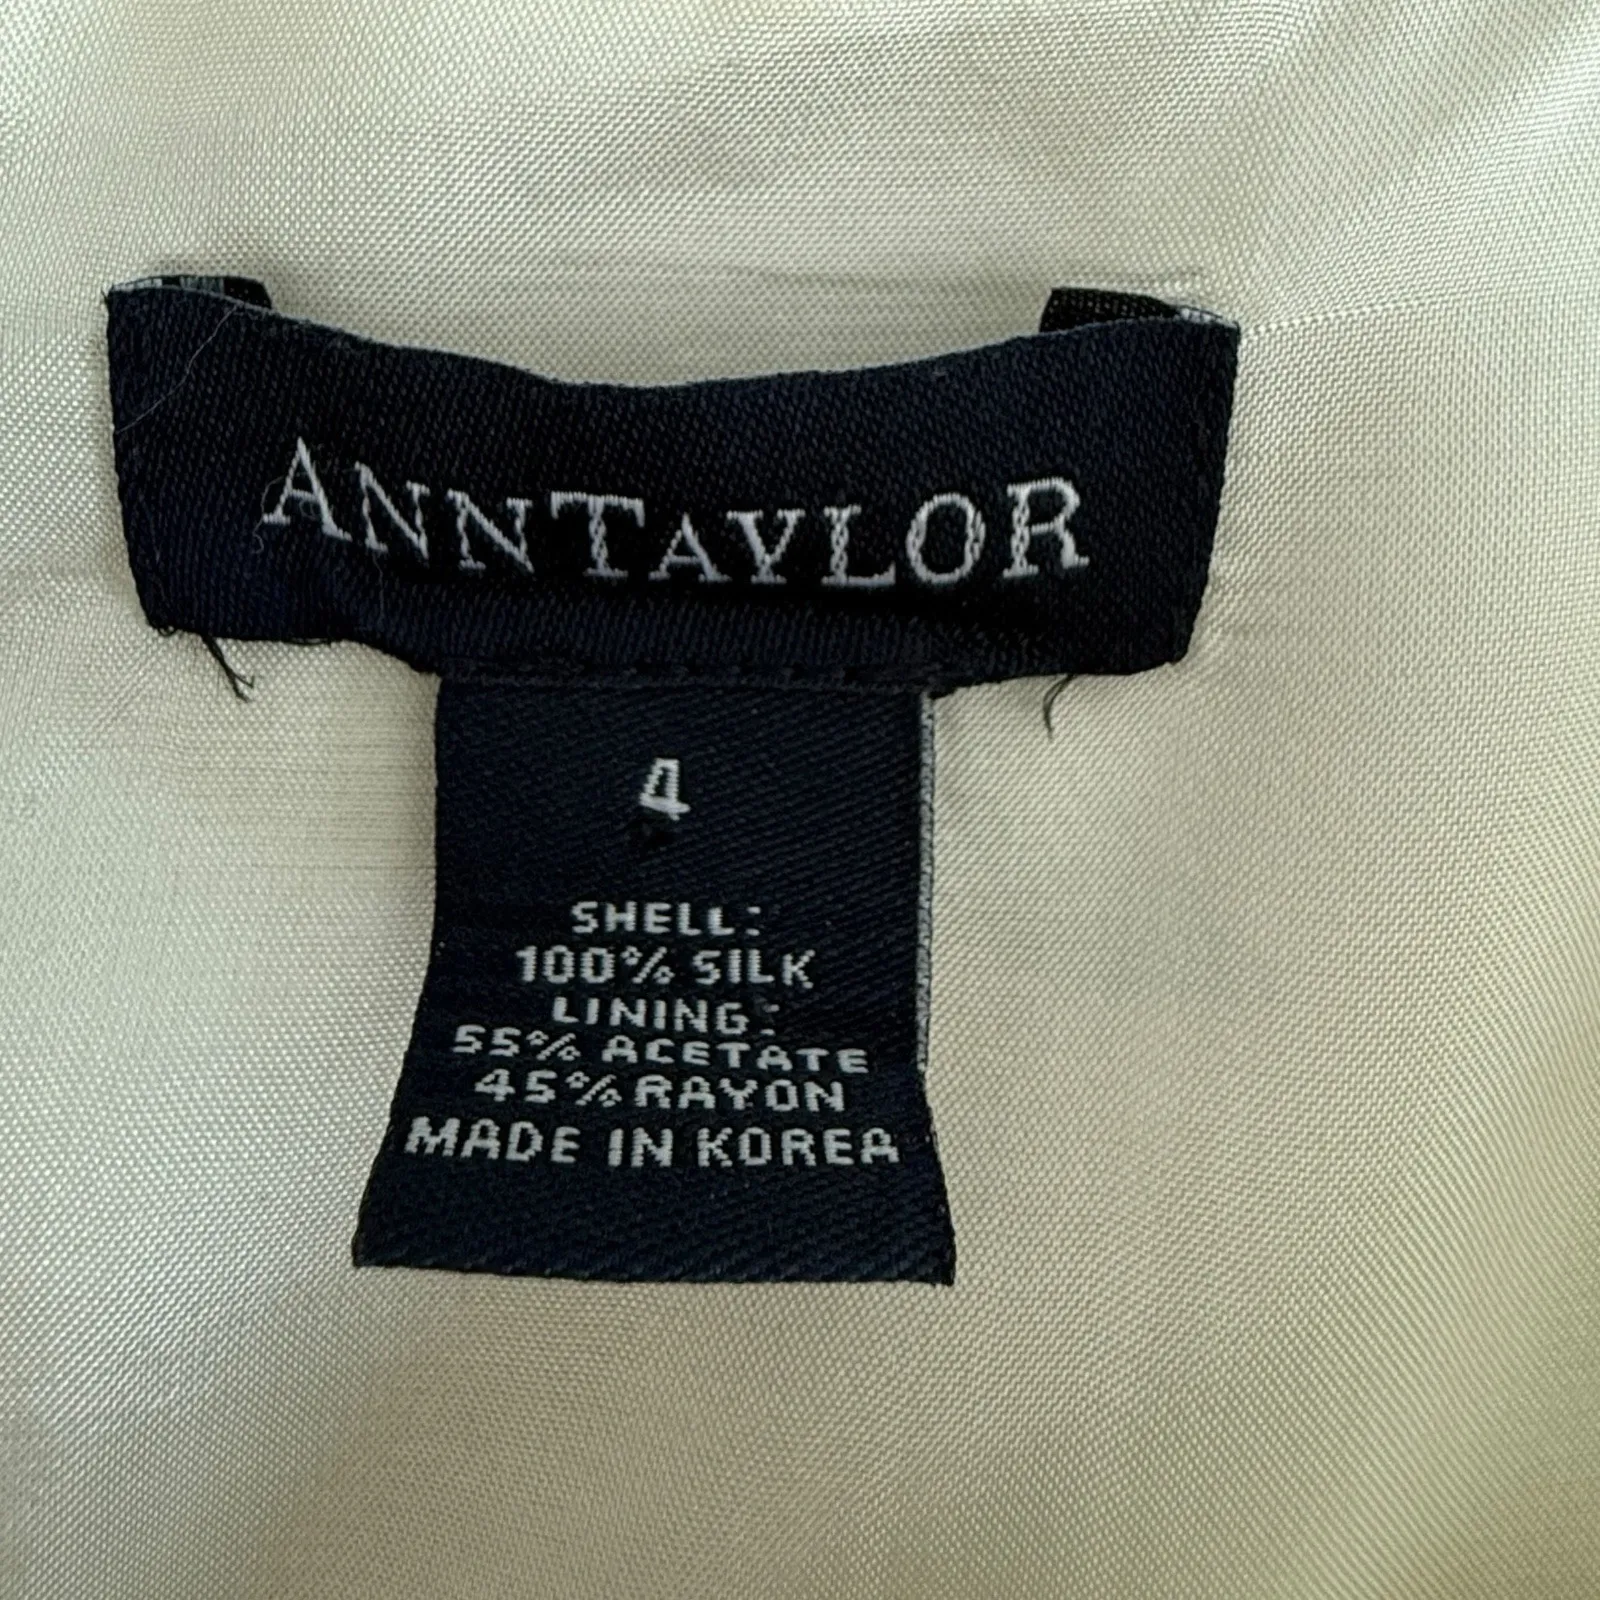 ANNTAYLOR
4
SHELL:
100% SILK
LINING:
55% ACETATE
45% RAYON
MADE IN KOREA